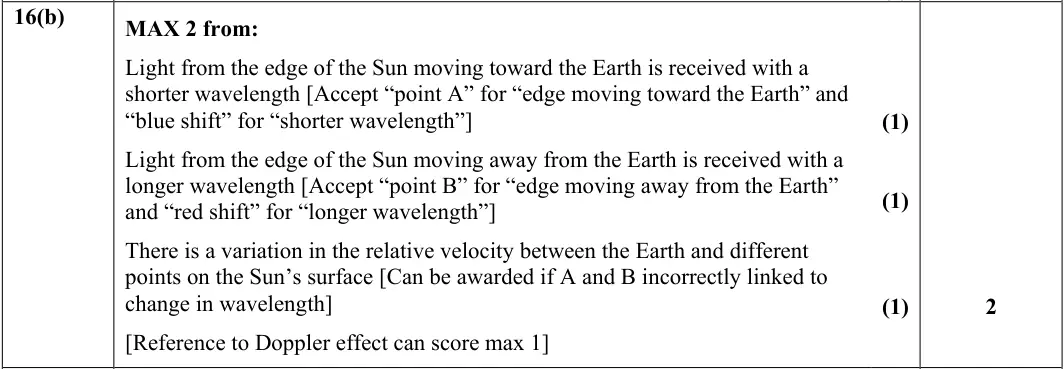 16(b)
MAX 2 from:
Light from the edge of the Sun moving toward the Earth is received with a
shorter wavelength [Accept “point A” for “edge moving toward the Earth” and
“blue shift” for “shorter wavelength”]
(1)
Light from the edge of the Sun moving away from the Earth is received with a
longer wavelength [Accept “point B” for “edge moving away from the Earth”
and “red shift” for “longer wavelength”]
(1)
There is a variation in the relative velocity between the Earth and different
points on the Sun’s surface [Can be awarded if A and B incorrectly linked to
change in wavelength]
(1)
2
[Reference to Doppler effect can score max 1]